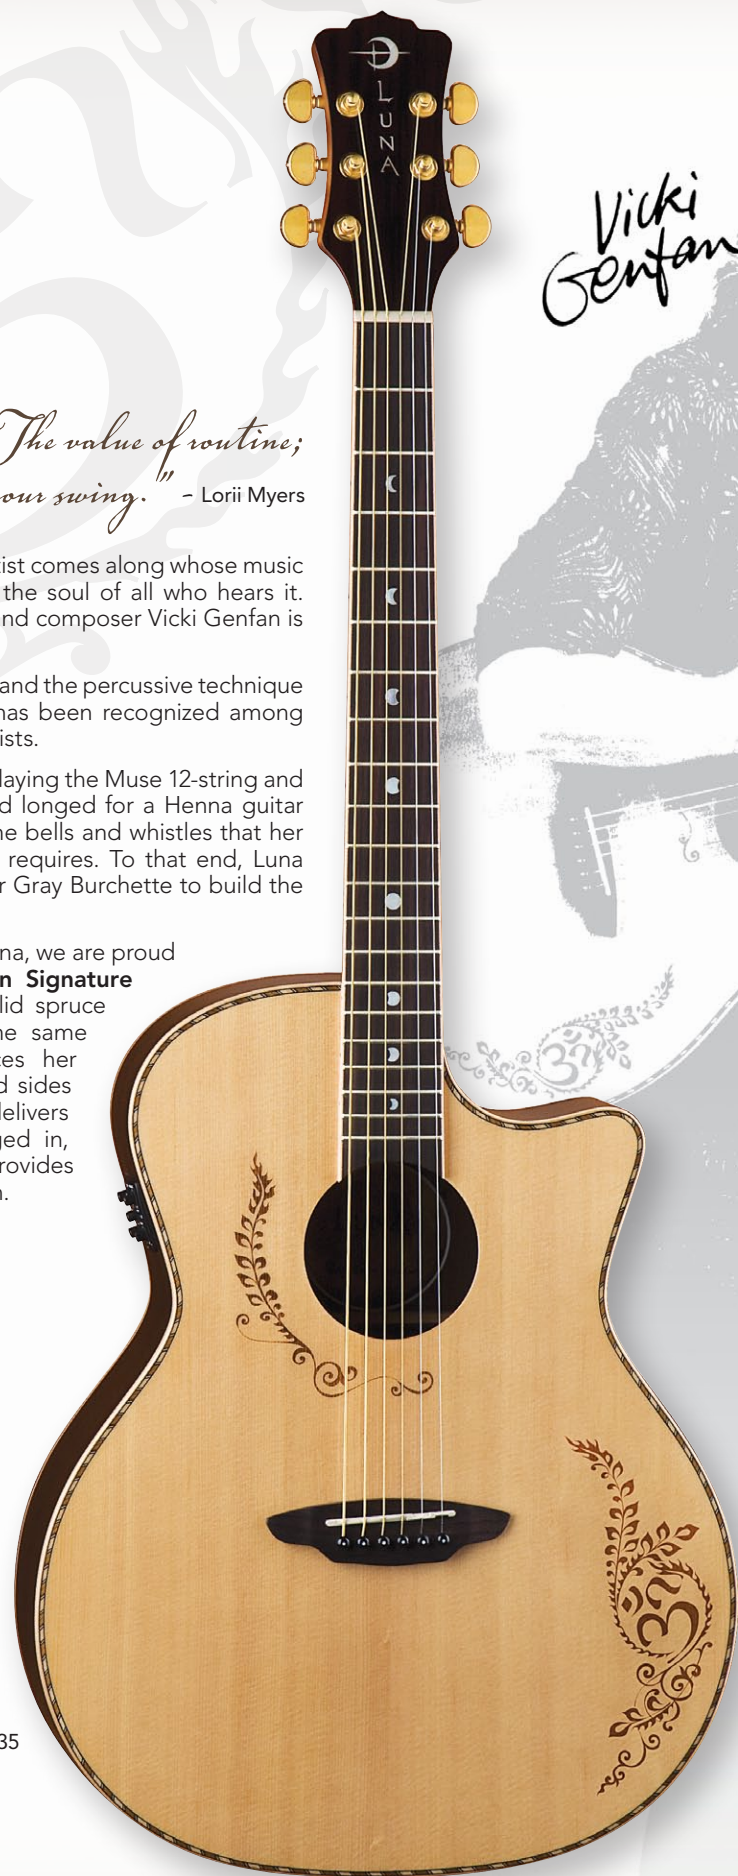 LUNA
Vicki
Genfan
The value of routine;
our swing." – Lorii Myers
tist comes along whose music
the soul of all who hears it.
nd composer Vicki Genfan is
and the percussive technique
has been recognized among
ists.
laying the Muse 12-string and
d longed for a Henna guitar
ne bells and whistles that her
requires. To that end, Luna
r Gray Burchette to build the
na, we are proud
n Signature
lid spruce
ne same
es her
d sides
delivers
ged in,
rovides
n.
ॐ
ॐ
35